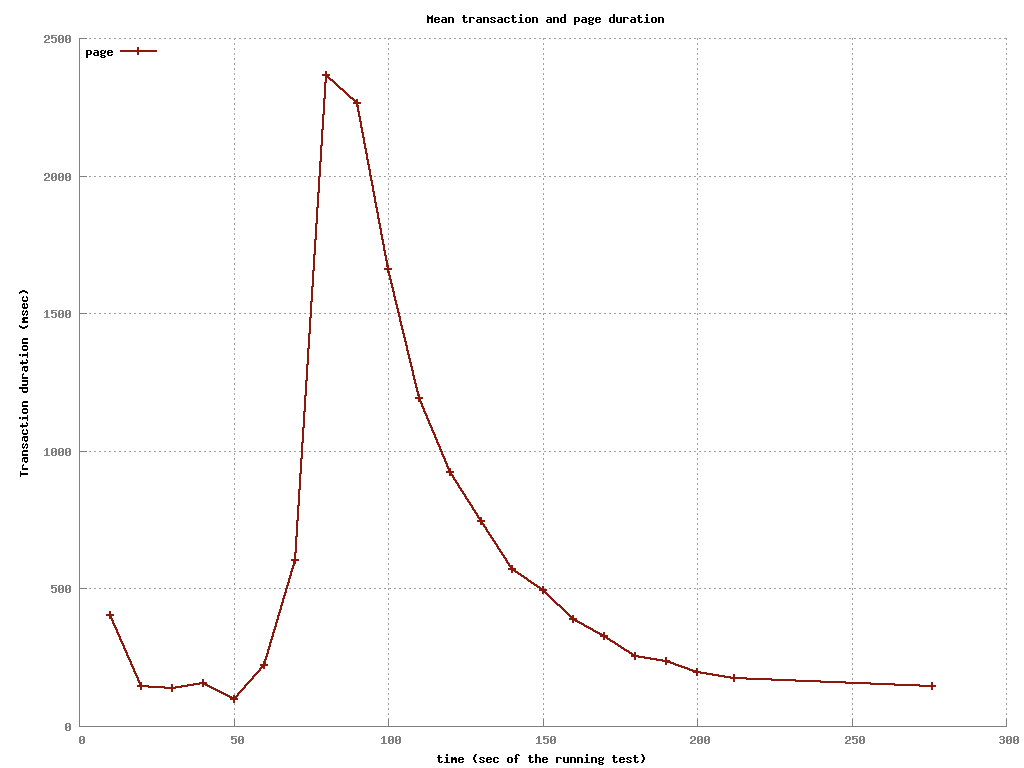 Mean transaction and page duration
2500
page
2000
1500
Transaction duration (msec)
1000
500
0
0 50 100 150 200 250 300
time (sec of the running test)